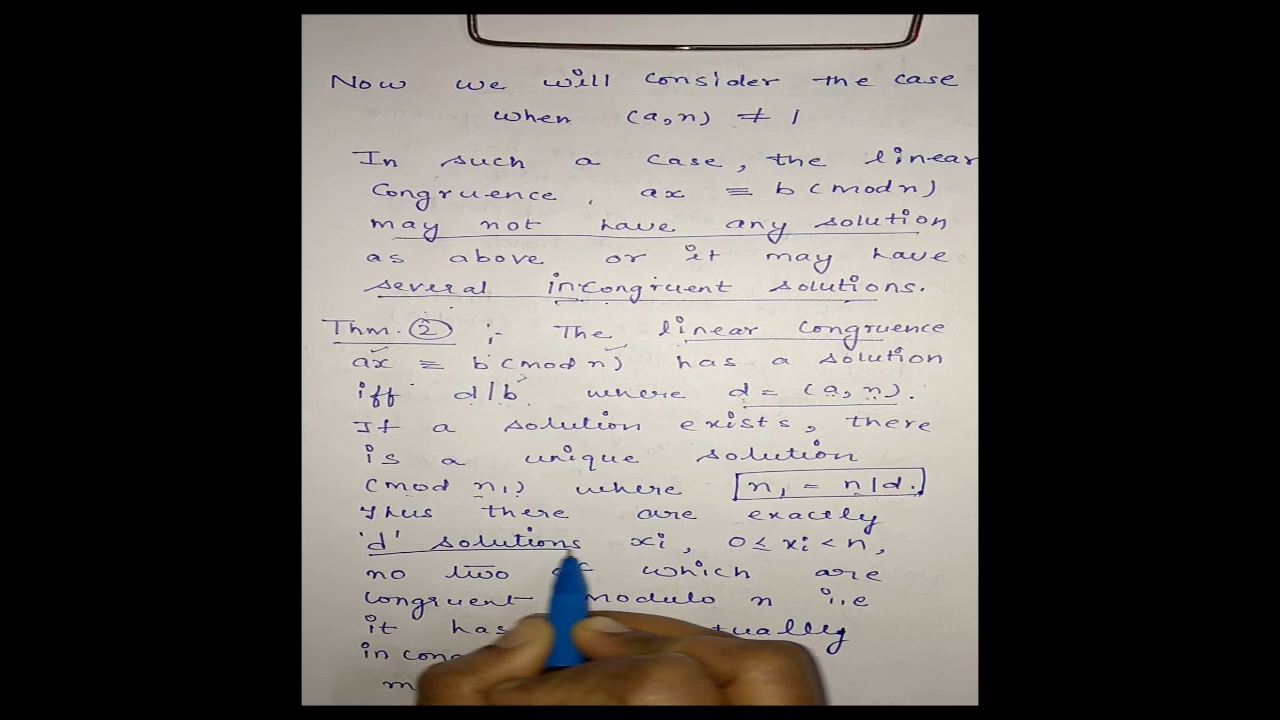 Now we will consider the case
when (a,n) ≠ 1
In such a case, the linear
Congruence, ax ≡ b (mod n)
may not have any solution
as above or it may have
several incongruent solutions.
Thm. ② :- The linear congruence
ax ≡ b (mod n) has a solution
iff d/b where d = (a, n).
If a solution exists, there
is a unique solution
(mod n₁) where n₁ = n/d.
Thus there are exactly
'd' solutions xi, 0 ≤ xi < n,
no two of which are
congruent modulo n i.e
it has